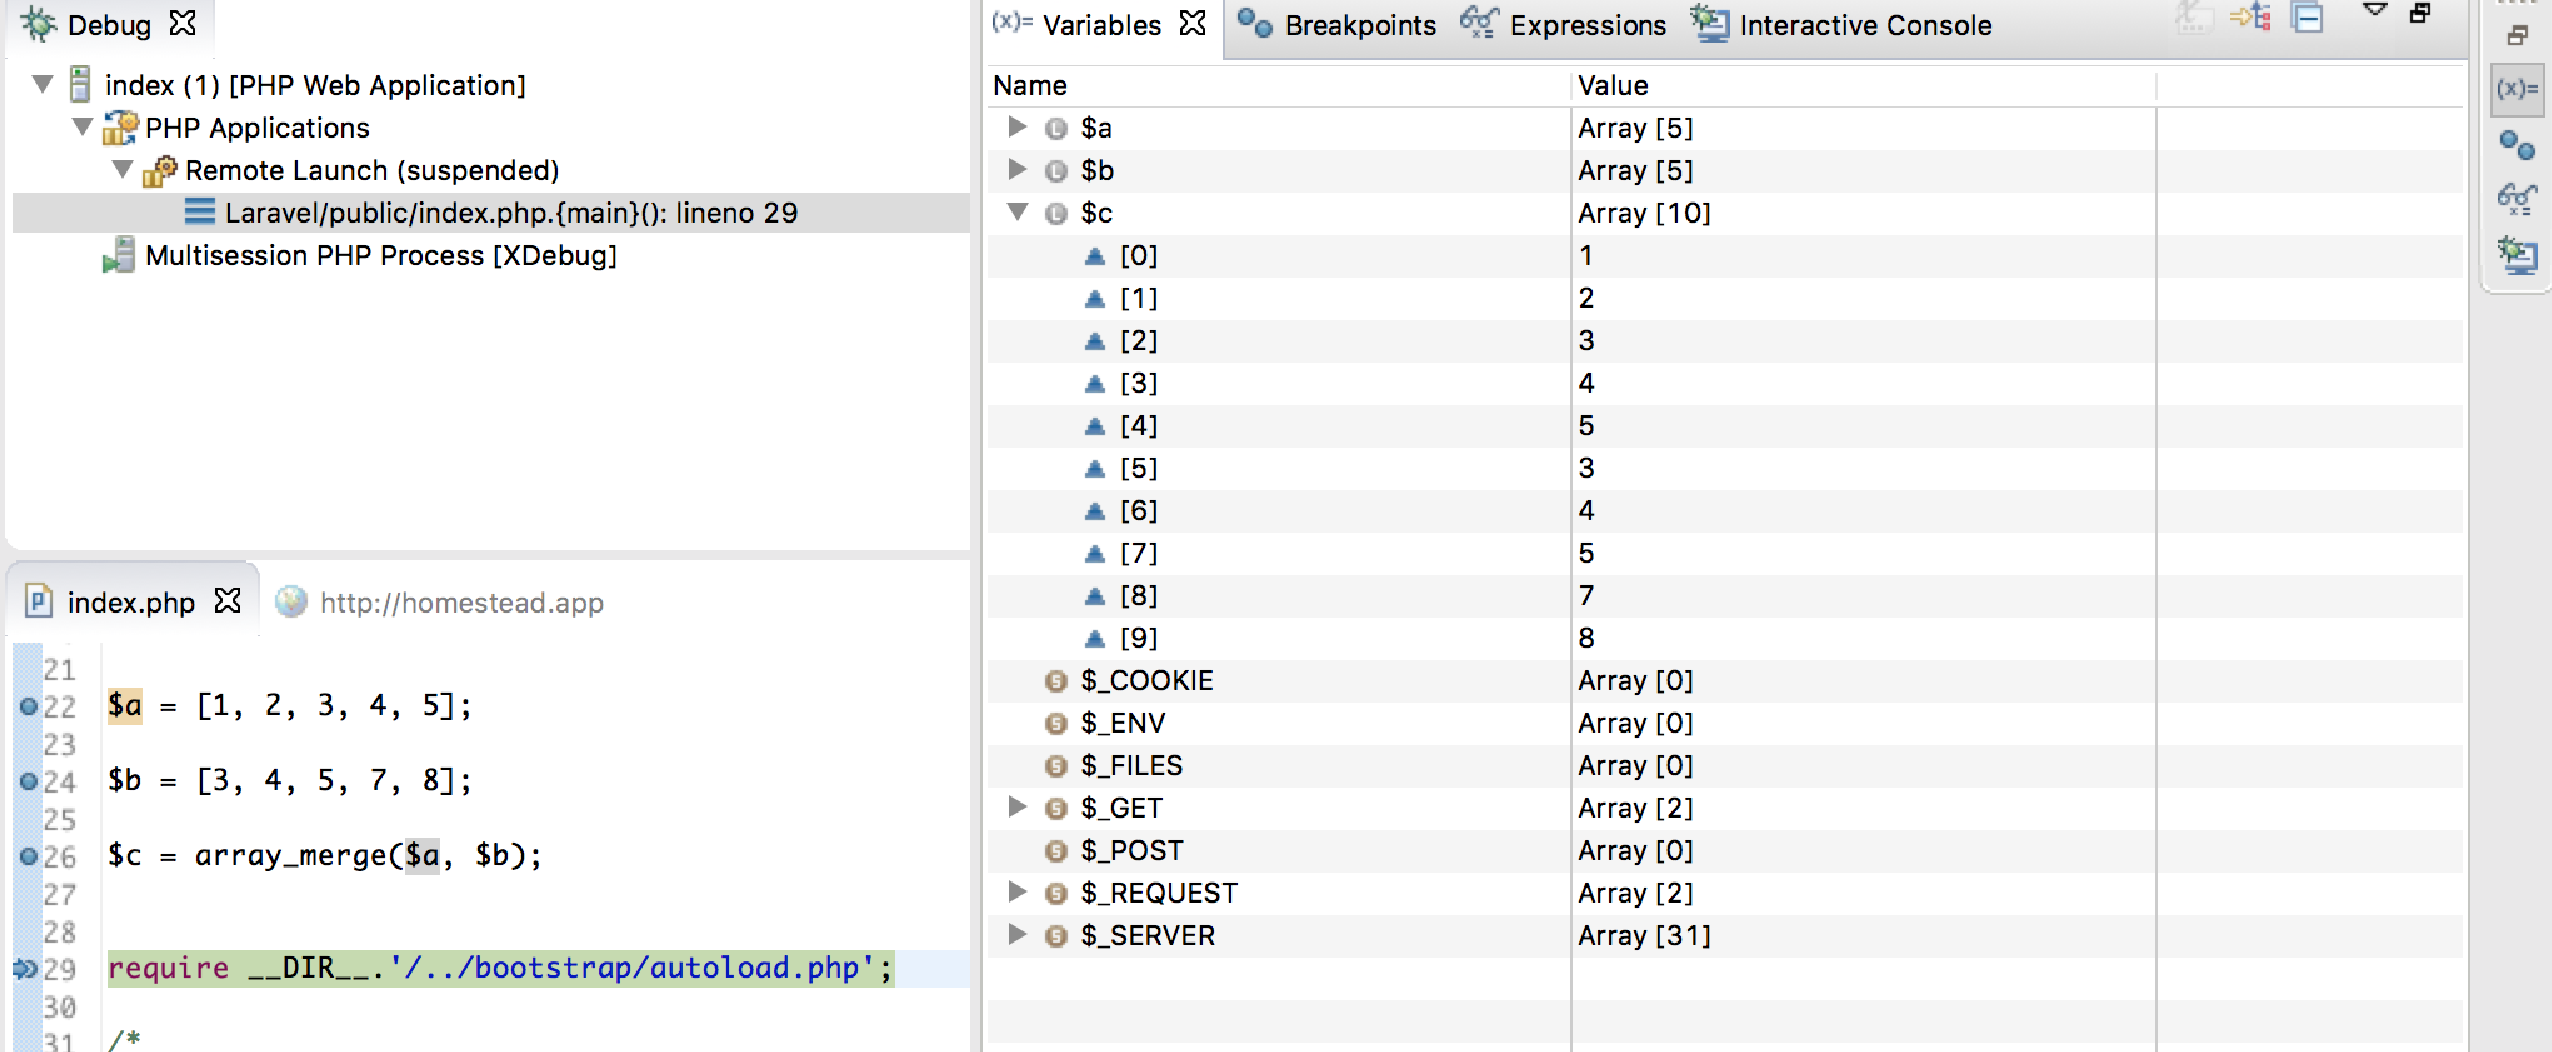 Debug
index (1) [PHP Web Application]
PHP Applications
Remote Launch (suspended)
Laravel/public/index.php.{main}(): lineno 29
Multisession PHP Process [XDebug]
index.php http://homestead.app
21
22 $a = [1, 2, 3, 4, 5];
23
24 $b = [3, 4, 5, 7, 8];
25
26 $c = array_merge($a, $b);
27
28
29 require __DIR__.'/../bootstrap/autoload.php';
30
31 /*
(x)= Variables Breakpoints Expressions Interactive Console
Name Value
$a Array [5]
$b Array [5]
$c Array [10]
[0] 1
[1] 2
[2] 3
[3] 4
[4] 5
[5] 3
[6] 4
[7] 5
[8] 7
[9] 8
$_COOKIE Array [0]
$_ENV Array [0]
$_FILES Array [0]
$_GET Array [2]
$_POST Array [0]
$_REQUEST Array [2]
$_SERVER Array [31]
(x)=